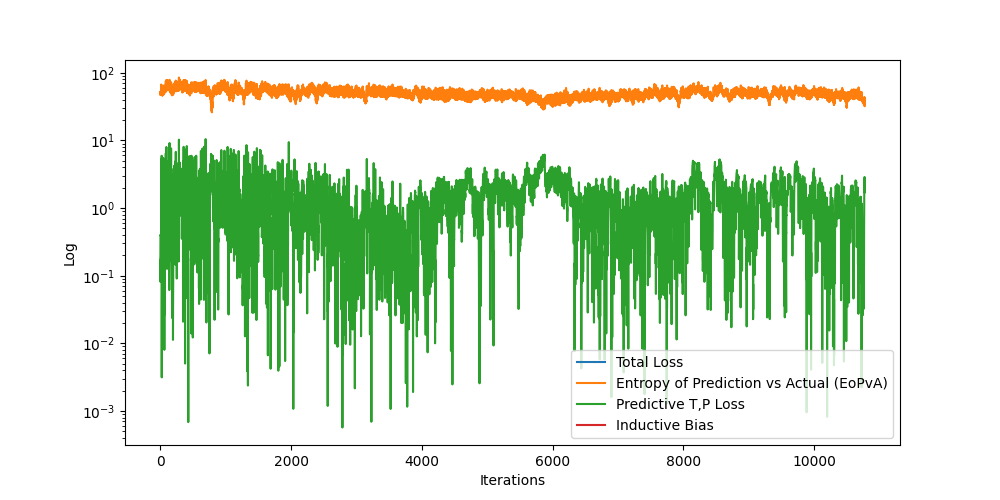 10²
10¹
10⁰
10⁻¹
10⁻²
10⁻³
Log
0 2000 4000 6000 8000 10000
Iterations
Total Loss
Entropy of Prediction vs Actual (EoPvA)
Predictive T,P Loss
Inductive Bias